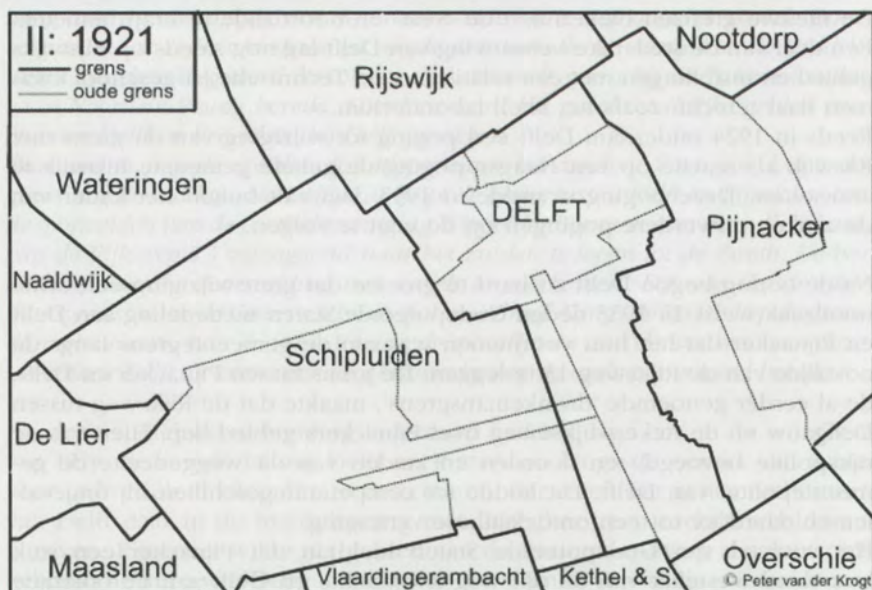 III: 1921
grens
oude grens
Nootdorp
Rijswijk
Wateringen
DELFT
Pijnacker
Naaldwijk
Schipluiden
De Lier
Maasland
Vlaardingerambacht
Kethel & S.
Overschie
© Peter van der Krogt